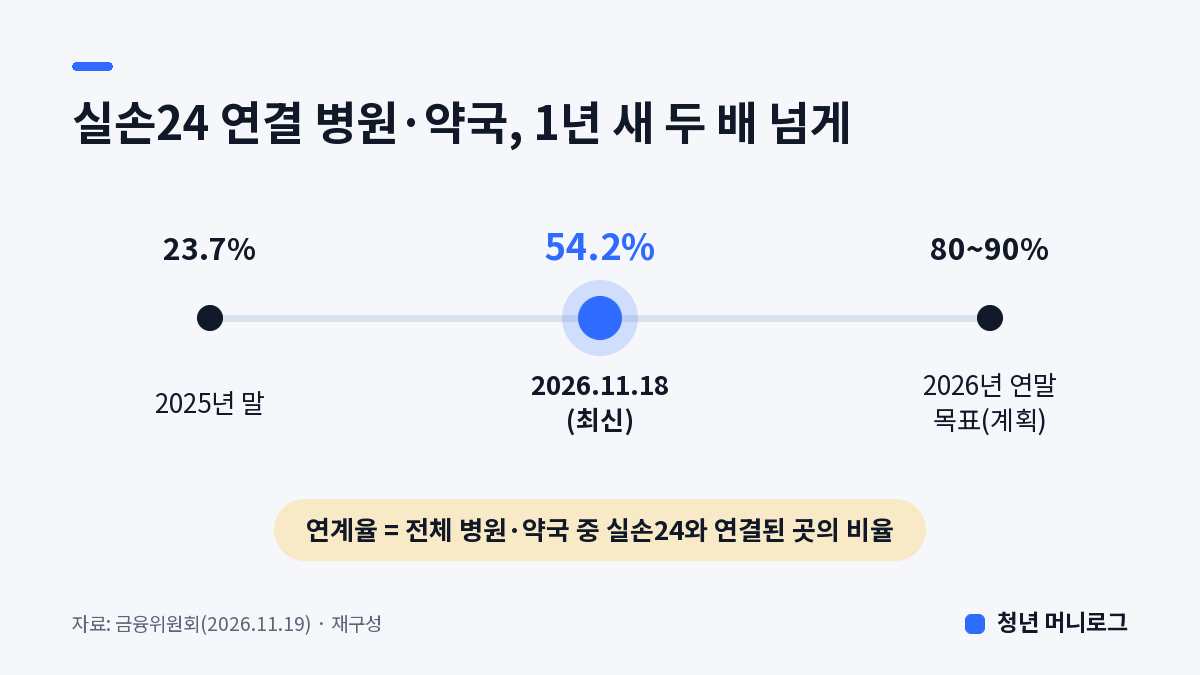 실손24 연결 병원·약국, 1년 새 두 배 넘게
23.7%
54.2%
80~90%
2025년 말
2026.11.18
(최신)
2026년 연말
목표(계획)
연계율 = 전체 병원·약국 중 실손24와 연결된 곳의 비율
자료: 금융위원회(2026.11.19) · 재구성
청년 머니로그